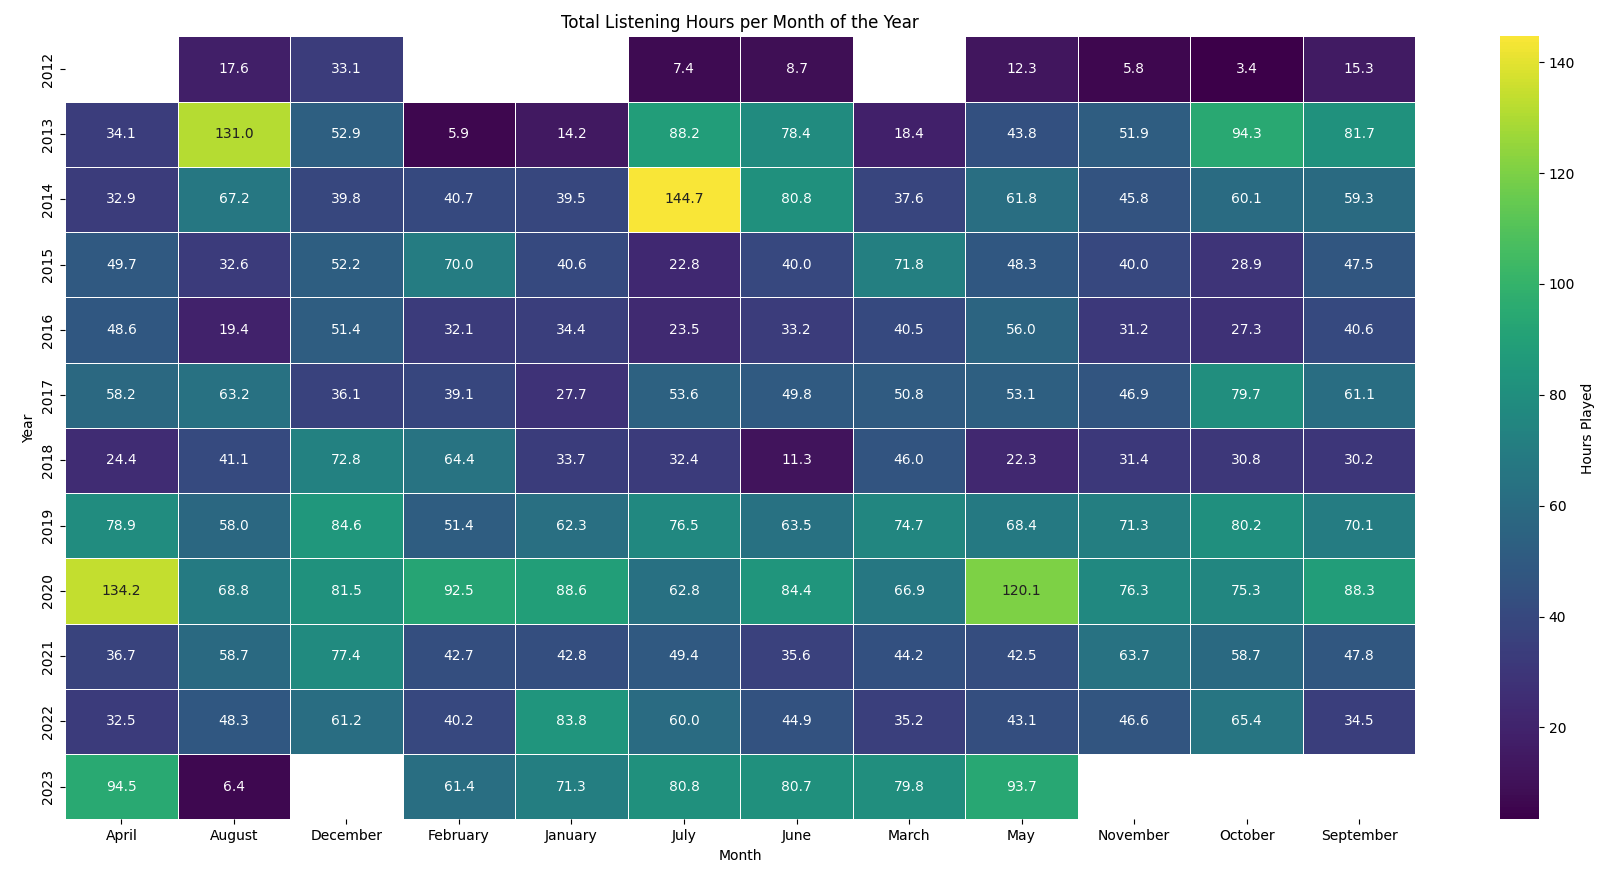 Total Listening Hours per Month of the Year
2012 17.6 33.1 7.4 8.7 12.3 5.8 3.4 15.3
2013 34.1 131.0 52.9 5.9 14.2 88.2 78.4 18.4 43.8 51.9 94.3 81.7
2014 32.9 67.2 39.8 40.7 39.5 144.7 80.8 37.6 61.8 45.8 60.1 59.3
2015 49.7 32.6 52.2 70.0 40.6 22.8 40.0 71.8 48.3 40.0 28.9 47.5
2016 48.6 19.4 51.4 32.1 34.4 23.5 33.2 40.5 56.0 31.2 27.3 40.6
2017 58.2 63.2 36.1 39.1 27.7 53.6 49.8 50.8 53.1 46.9 79.7 61.1
2018 24.4 41.1 72.8 64.4 33.7 32.4 11.3 46.0 22.3 31.4 30.8 30.2
2019 78.9 58.0 84.6 51.4 62.3 76.5 63.5 74.7 68.4 71.3 80.2 70.1
2020 134.2 68.8 81.5 92.5 88.6 62.8 84.4 66.9 120.1 76.3 75.3 88.3
2021 36.7 58.7 77.4 42.7 42.8 49.4 35.6 44.2 42.5 63.7 58.7 47.8
2022 32.5 48.3 61.2 40.2 83.8 60.0 44.9 35.2 43.1 46.6 65.4 34.5
2023 94.5 6.4 61.4 71.3 80.8 80.7 79.8 93.7
April August December February January July June March May November October September
Month
Year
140
120
100
80
60
40
20
Hours Played